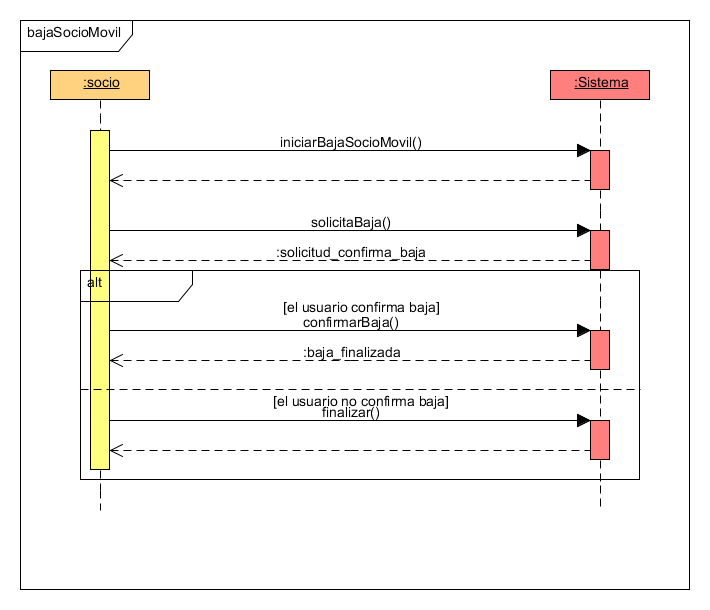 bajaSocioMovil
:socio
:Sistema
iniciarBajaSocioMovil()
solicitaBaja()
:solicitud_confirma_baja
alt
[el usuario confirma baja]
confirmarBaja()
:baja_finalizada
[el usuario no confirma baja]
finalizar()